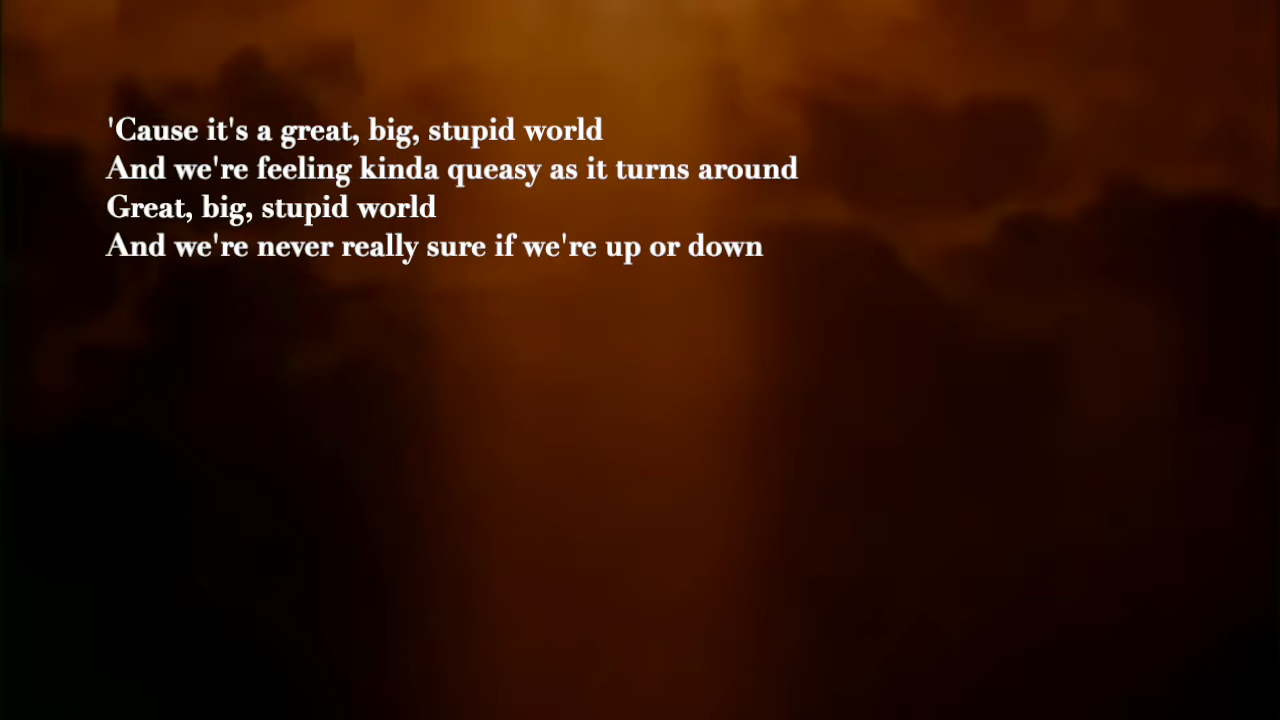 'Cause it's a great, big, stupid world
And we're feeling kinda queasy as it turns around
Great, big, stupid world
And we're never really sure if we're up or down